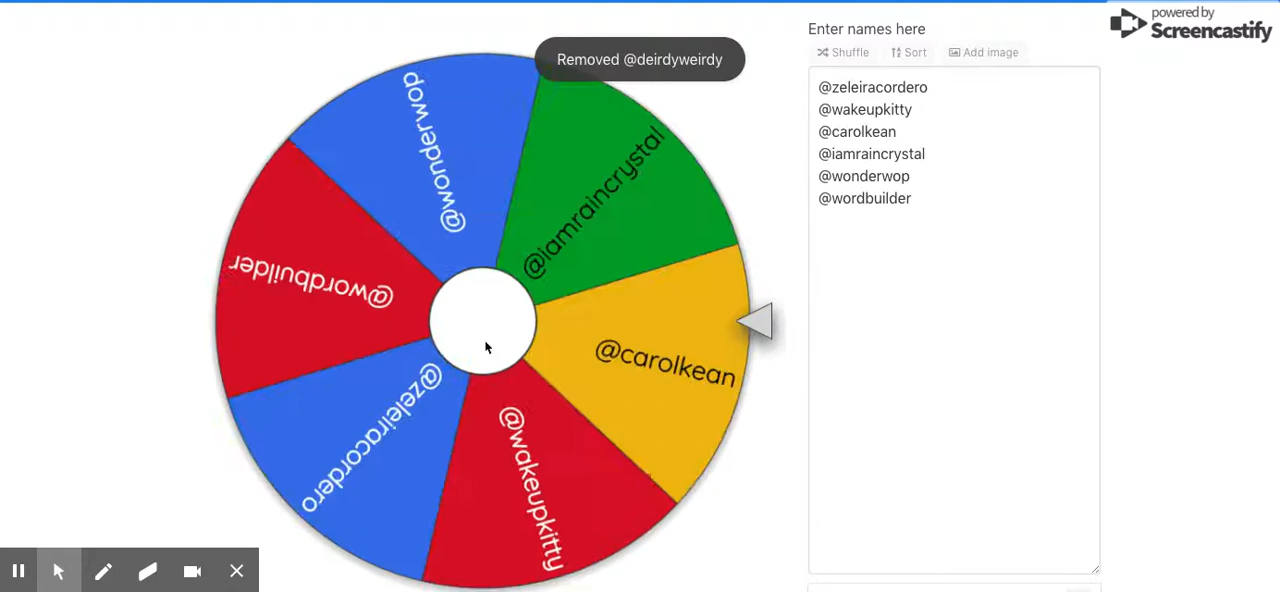 powered by
Screencastify
Enter names here
Shuffle
Sort
Add image
Removed @deirdyweirdy
@zeleiracordero
@wakeupkitty
@carolkean
@iamraincrystal
@wonderwop
@wordbuilder
@wonderwop
@iamraincrystal
@wordbuilder
@carolkean
@zeleiracordero
@wakeupkitty